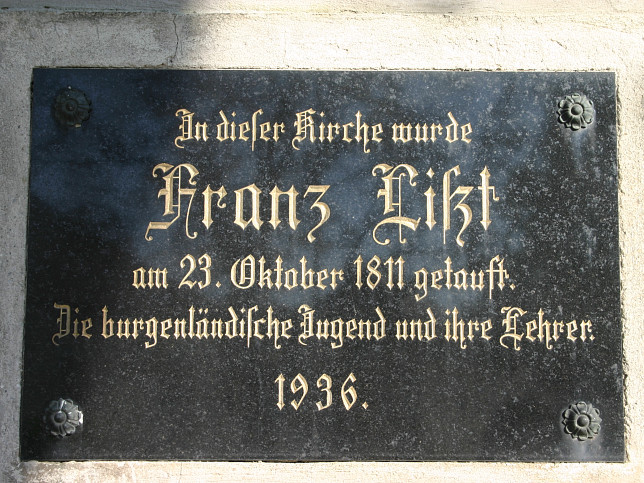 In dieſer Kirche wurde
Franz Liſzt
am 23. Oktober 1811 getauft.
Die burgenländiſche Jugend und ihre Lehrer.
1936.